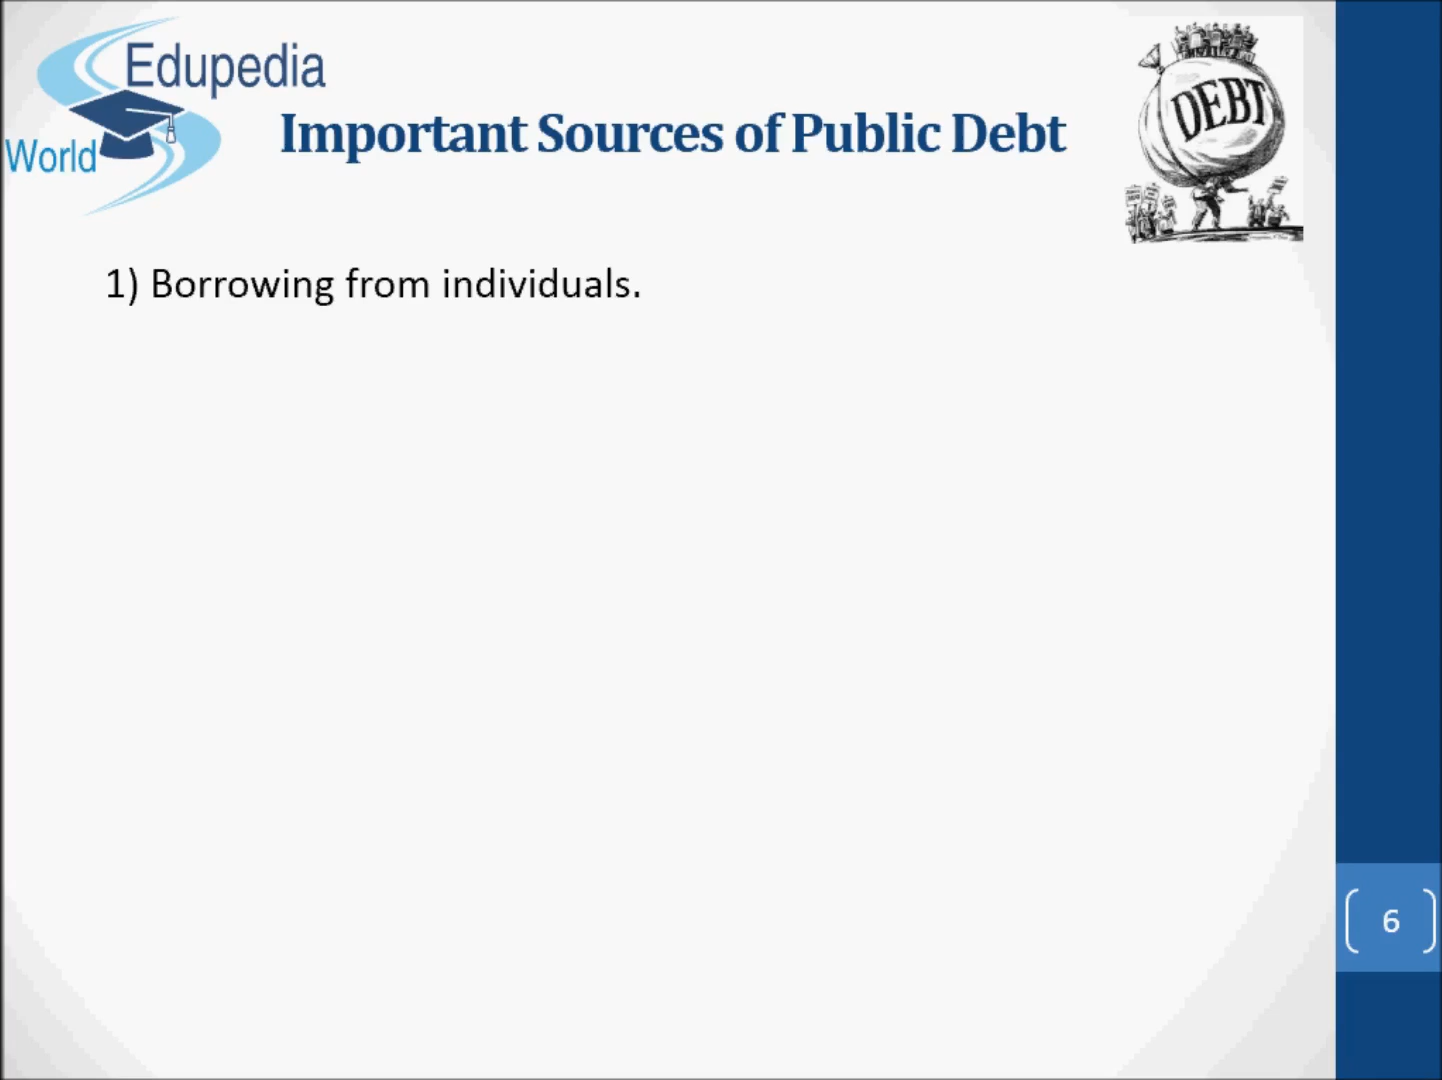 Edupedia
World
Important Sources of Public Debt
DEBT
1) Borrowing from individuals.
6